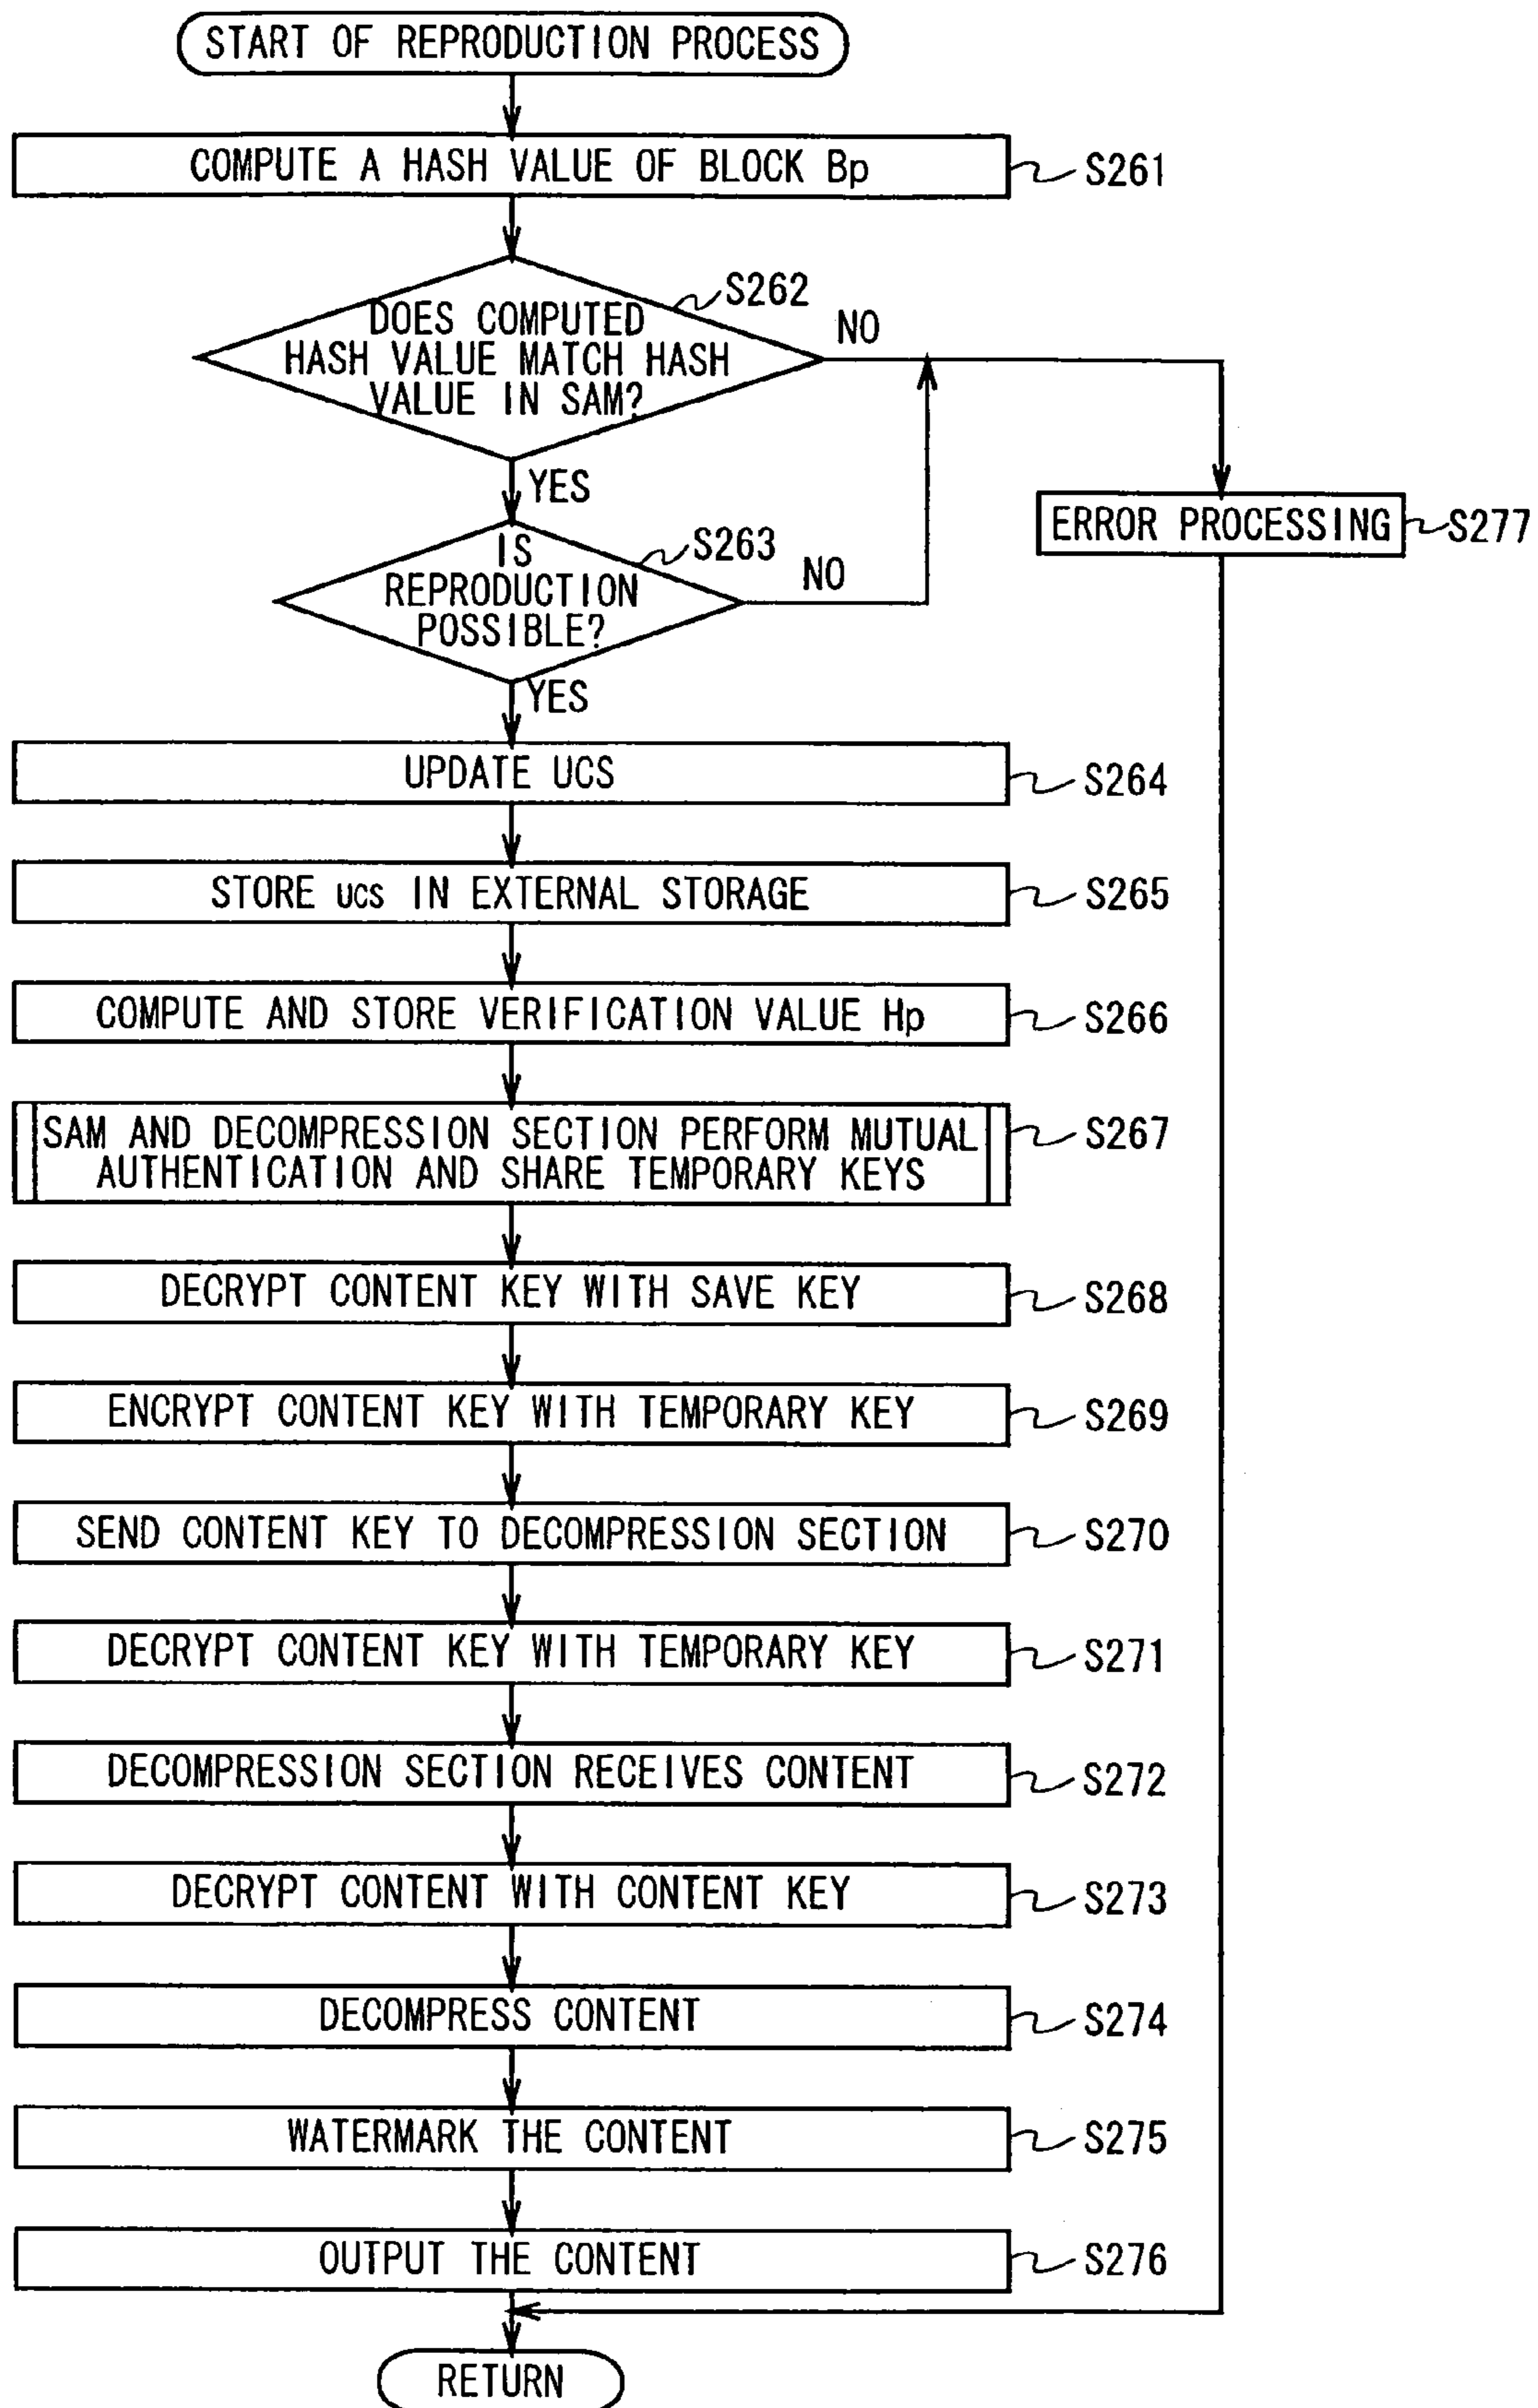 START OF REPRODUCTION PROCESS
COMPUTE A HASH VALUE OF BLOCK Bp
S261
S262
DOES COMPUTED
HASH VALUE MATCH HASH
VALUE IN SAM?
NO
YES
ERROR PROCESSING
S277
S263
IS
REPRODUCTION
POSSIBLE?
NO
YES
UPDATE UCS
S264
STORE UCS IN EXTERNAL STORAGE
S265
COMPUTE AND STORE VERIFICATION VALUE Hp
S266
SAM AND DECOMPRESSION SECTION PERFORM MUTUAL
AUTHENTICATION AND SHARE TEMPORARY KEYS
S267
DECRYPT CONTENT KEY WITH SAVE KEY
S268
ENCRYPT CONTENT KEY WITH TEMPORARY KEY
S269
SEND CONTENT KEY TO DECOMPRESSION SECTION
S270
DECRYPT CONTENT KEY WITH TEMPORARY KEY
S271
DECOMPRESSION SECTION RECEIVES CONTENT
S272
DECRYPT CONTENT WITH CONTENT KEY
S273
DECOMPRESS CONTENT
S274
WATERMARK THE CONTENT
S275
OUTPUT THE CONTENT
S276
RETURN